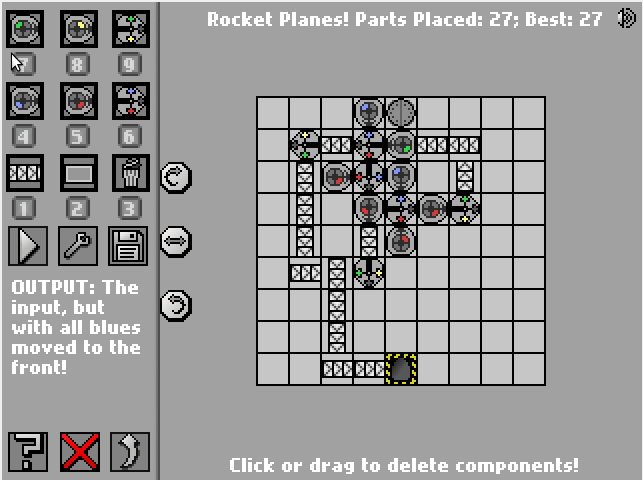 Rocket Planes! Parts Placed: 27; Best: 27
7 8 9
4 5 6
1 2 3
OUTPUT: The
input, but
with all blues
moved to the
front!
Click or drag to delete components!